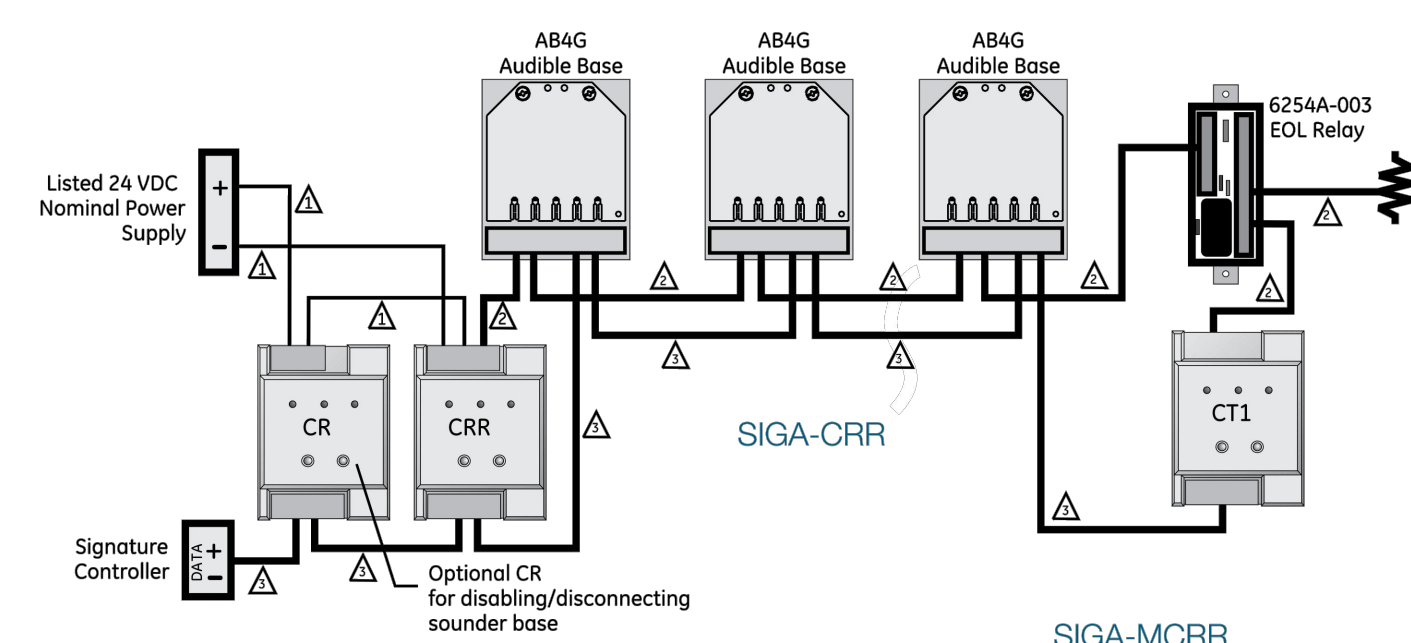 AB4G
Audible Base
AB4G
Audible Base
AB4G
Audible Base
6254A-003
EOL Relay
Listed 24 VDC
Nominal Power
Supply
+
−
1
1
1
2
2
2
2
2
2
3
3
3
3
3
3
CR
CRR
CT1
SIGA-CRR
Signature
Controller
DATA
+
−
Optional CR
for disabling/disconnecting
sounder base
SIGA-MCRR